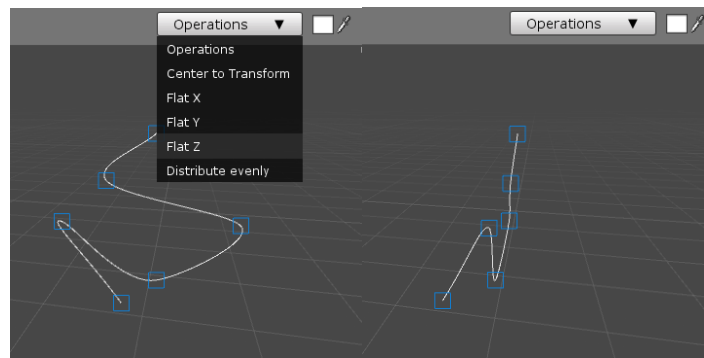 Operations ▼
Operations
Center to Transform
Flat X
Flat Y
Flat Z
Distribute evenly
Operations ▼